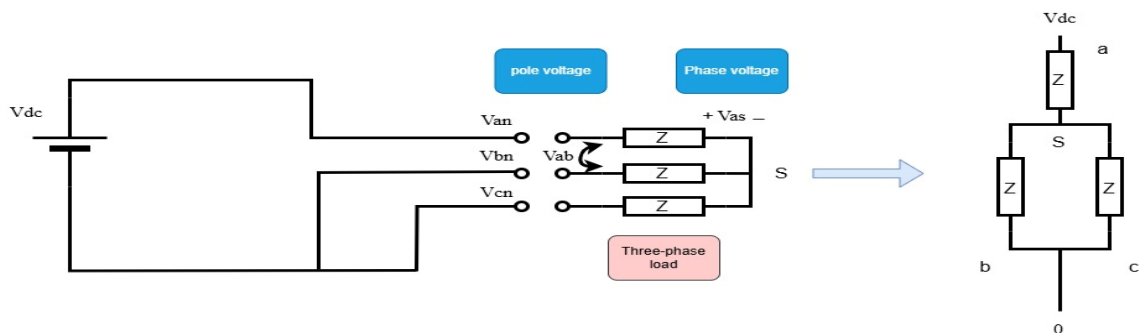 Vdc
pole voltage
Phase voltage
Van
+ Vas −
Z
Vbn
Vab
Z
S
Vcn
Z
Three-phase
load
Vdc
a
Z
S
Z
Z
b
c
0